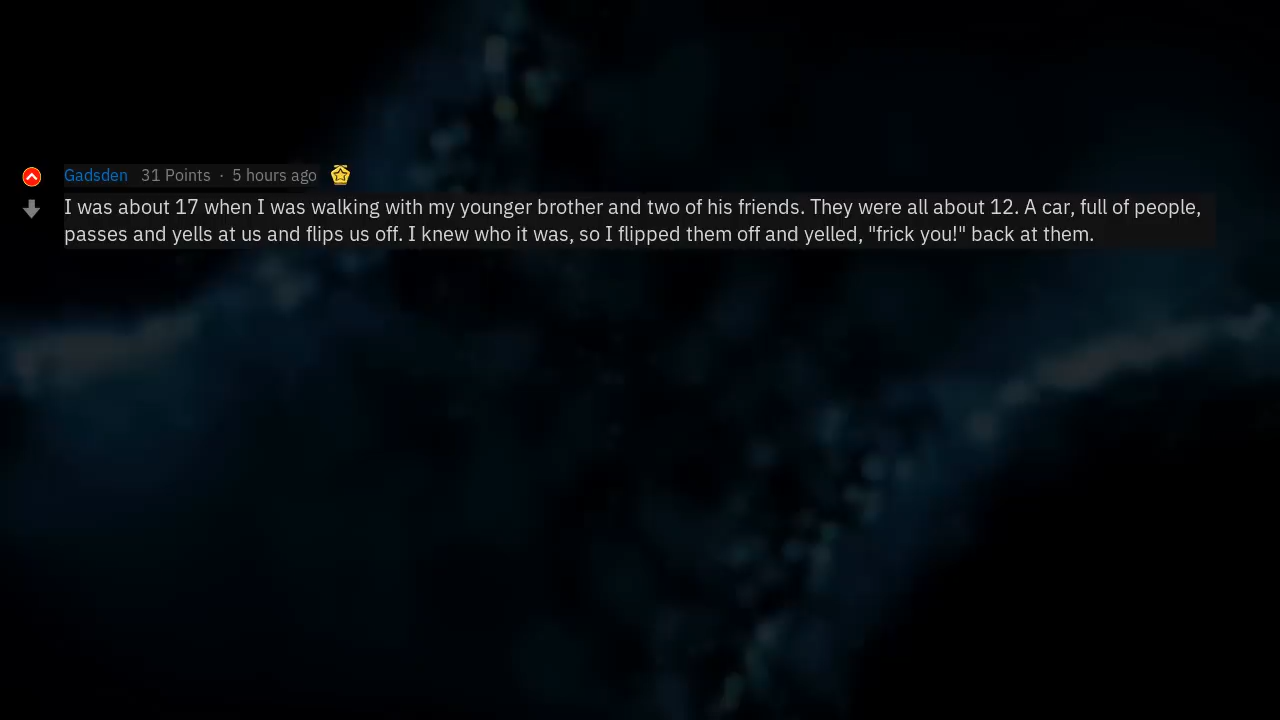 Gadsden 31 Points · 5 hours ago
I was about 17 when I was walking with my younger brother and two of his friends. They were all about 12. A car, full of people,
passes and yells at us and flips us off. I knew who it was, so I flipped them off and yelled, "frick you!" back at them.